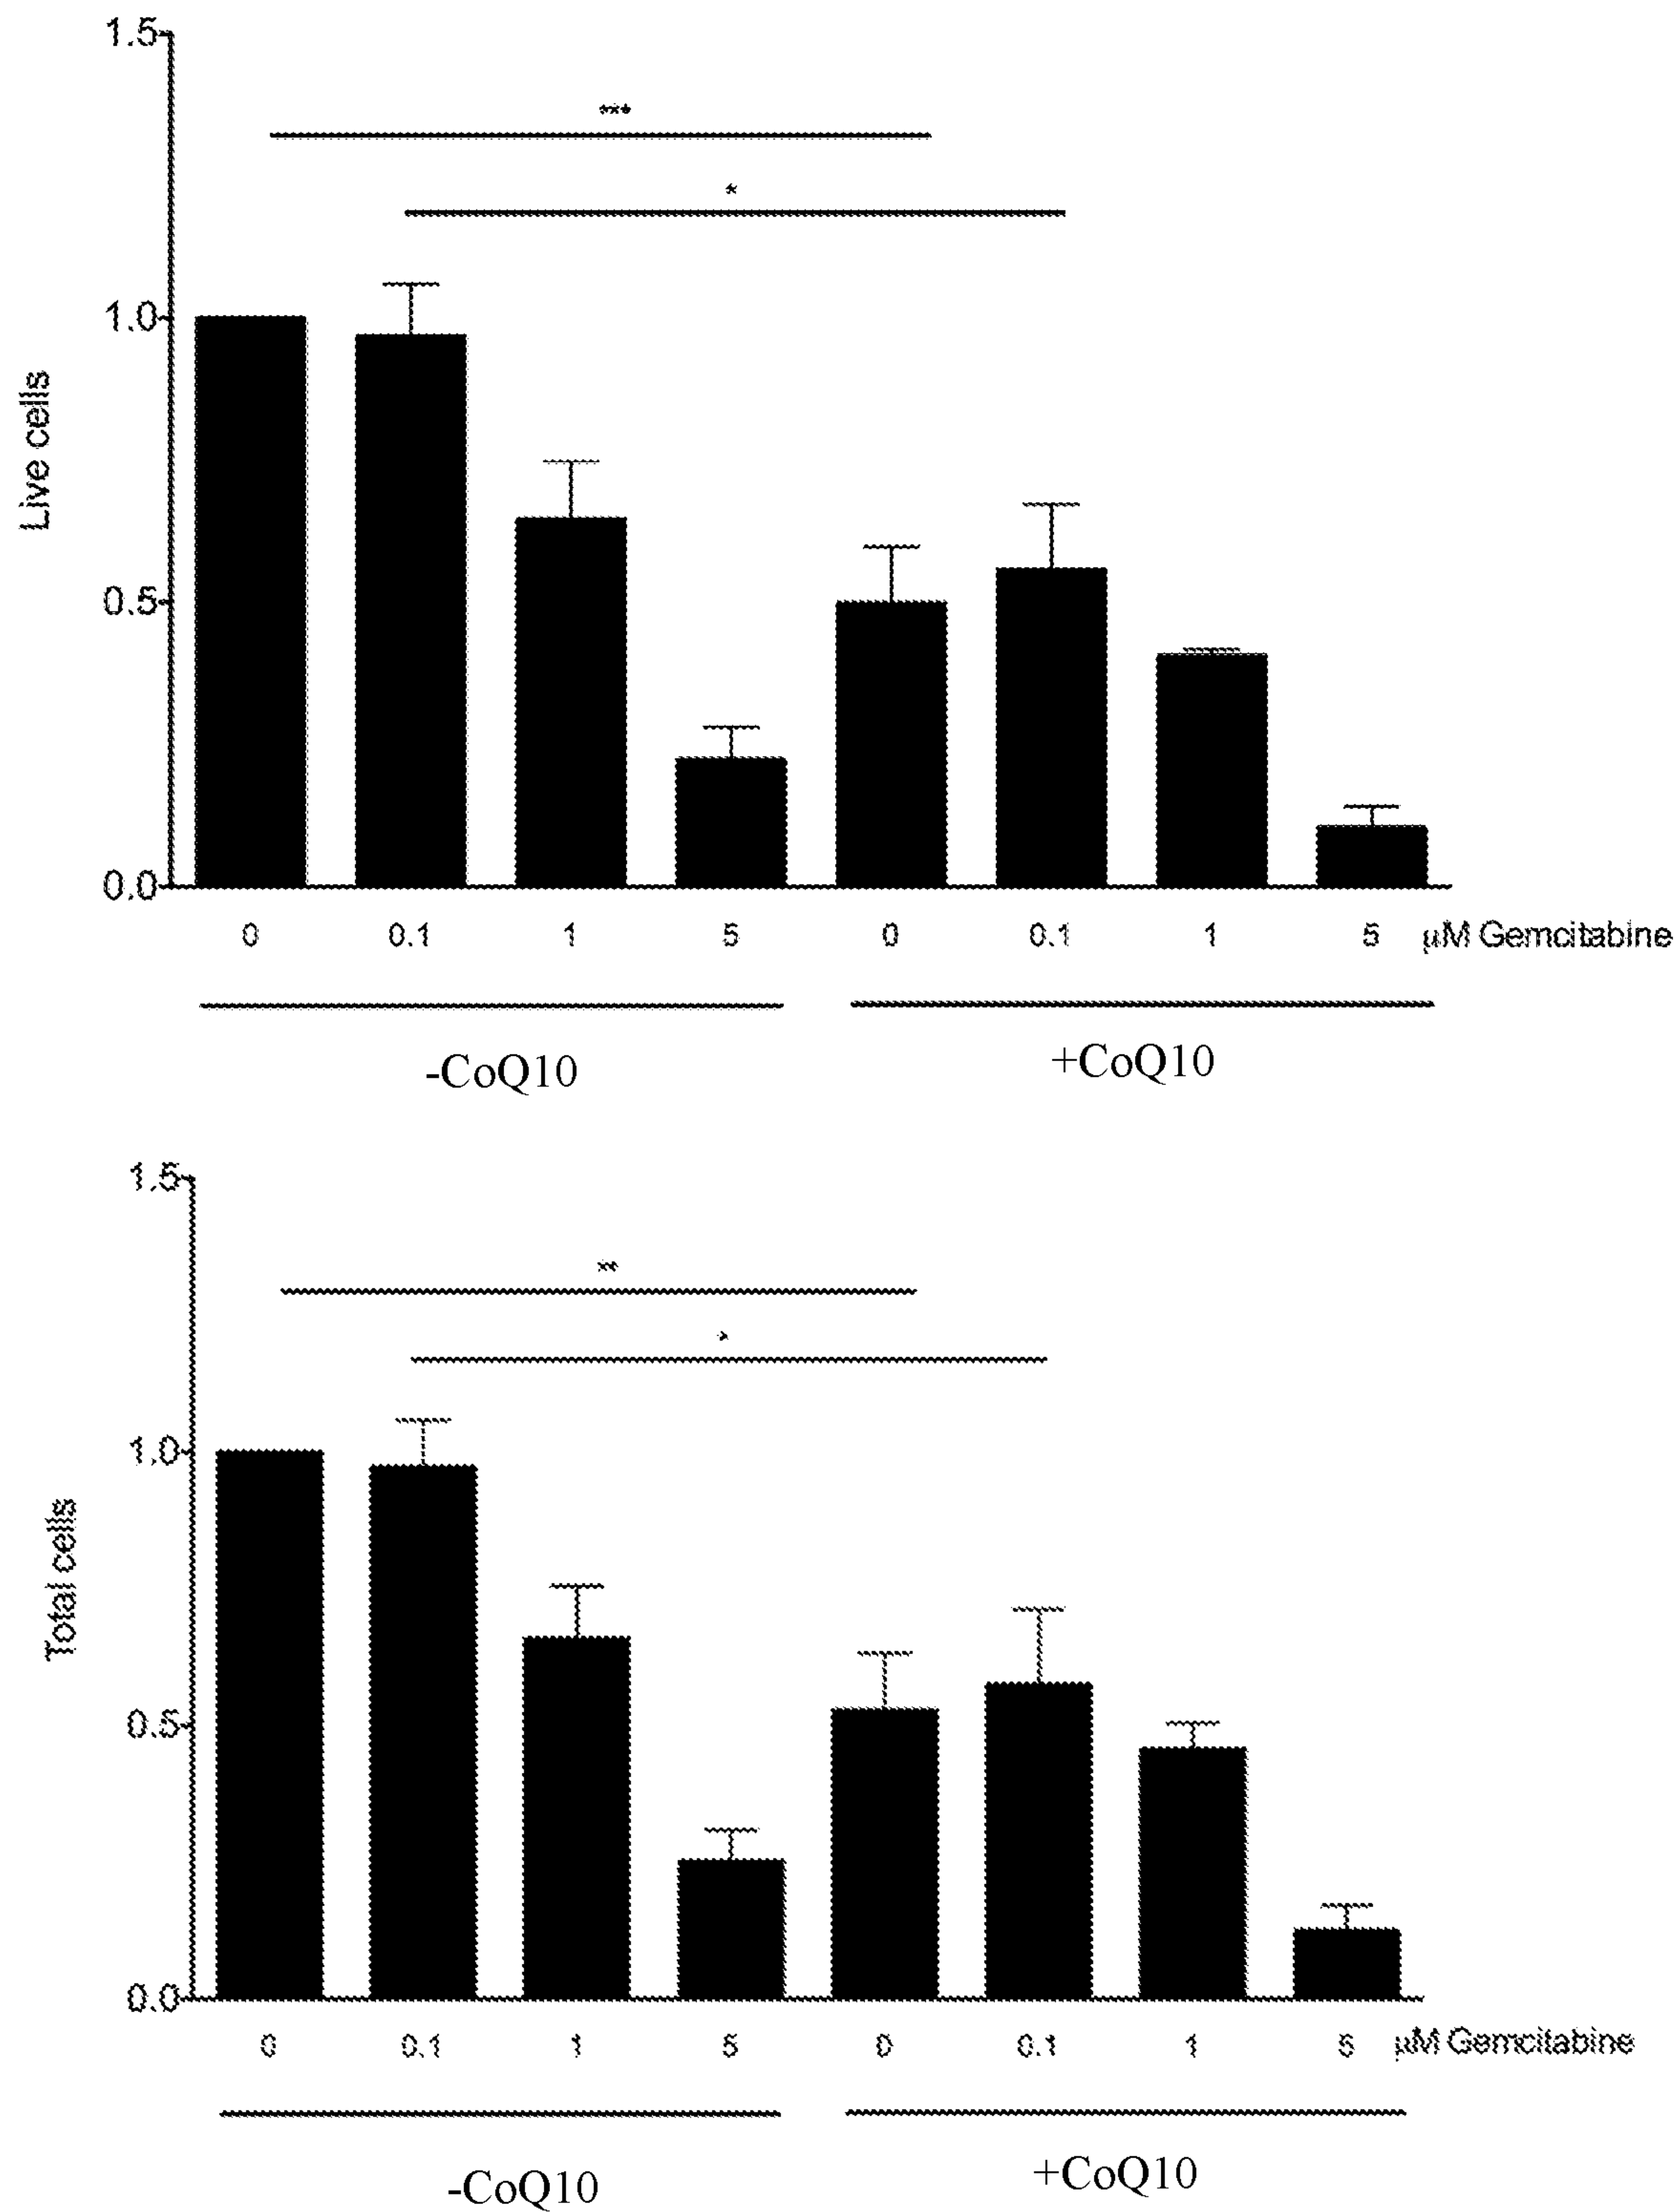 1.5
***
*
1.0
Live cells
0.5
0.0
0 0.1 1 5 0 0.1 1 5 μM Gemcitabine
-CoQ10 +CoQ10
1.5
**
*
1.0
Total cells
0.5
0.0
0 0.1 1 5 0 0.1 1 5 μM Gemcitabine
-CoQ10 +CoQ10